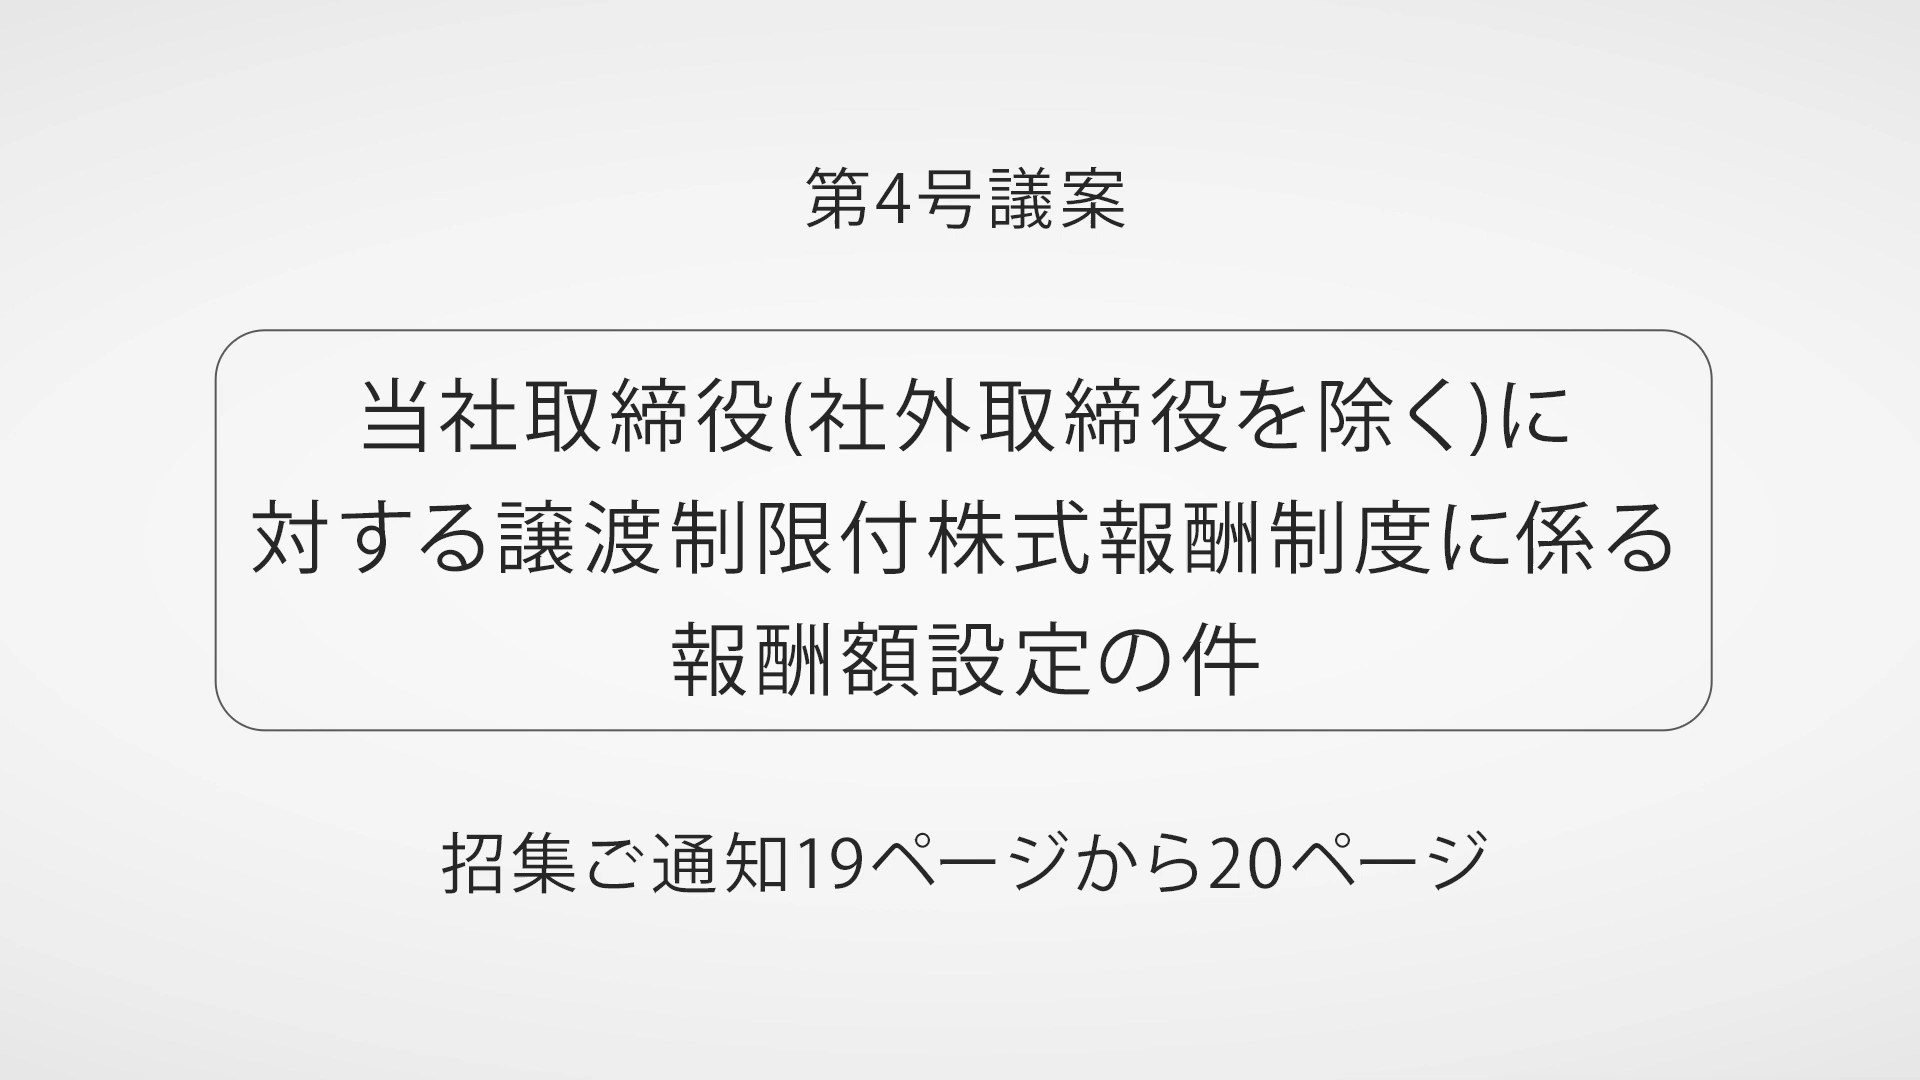 第4号議案
当社取締役(社外取締役を除く)に
対する譲渡制限付株式報酬制度に係る
報酬額設定の件
招集ご通知19ページから20ページ